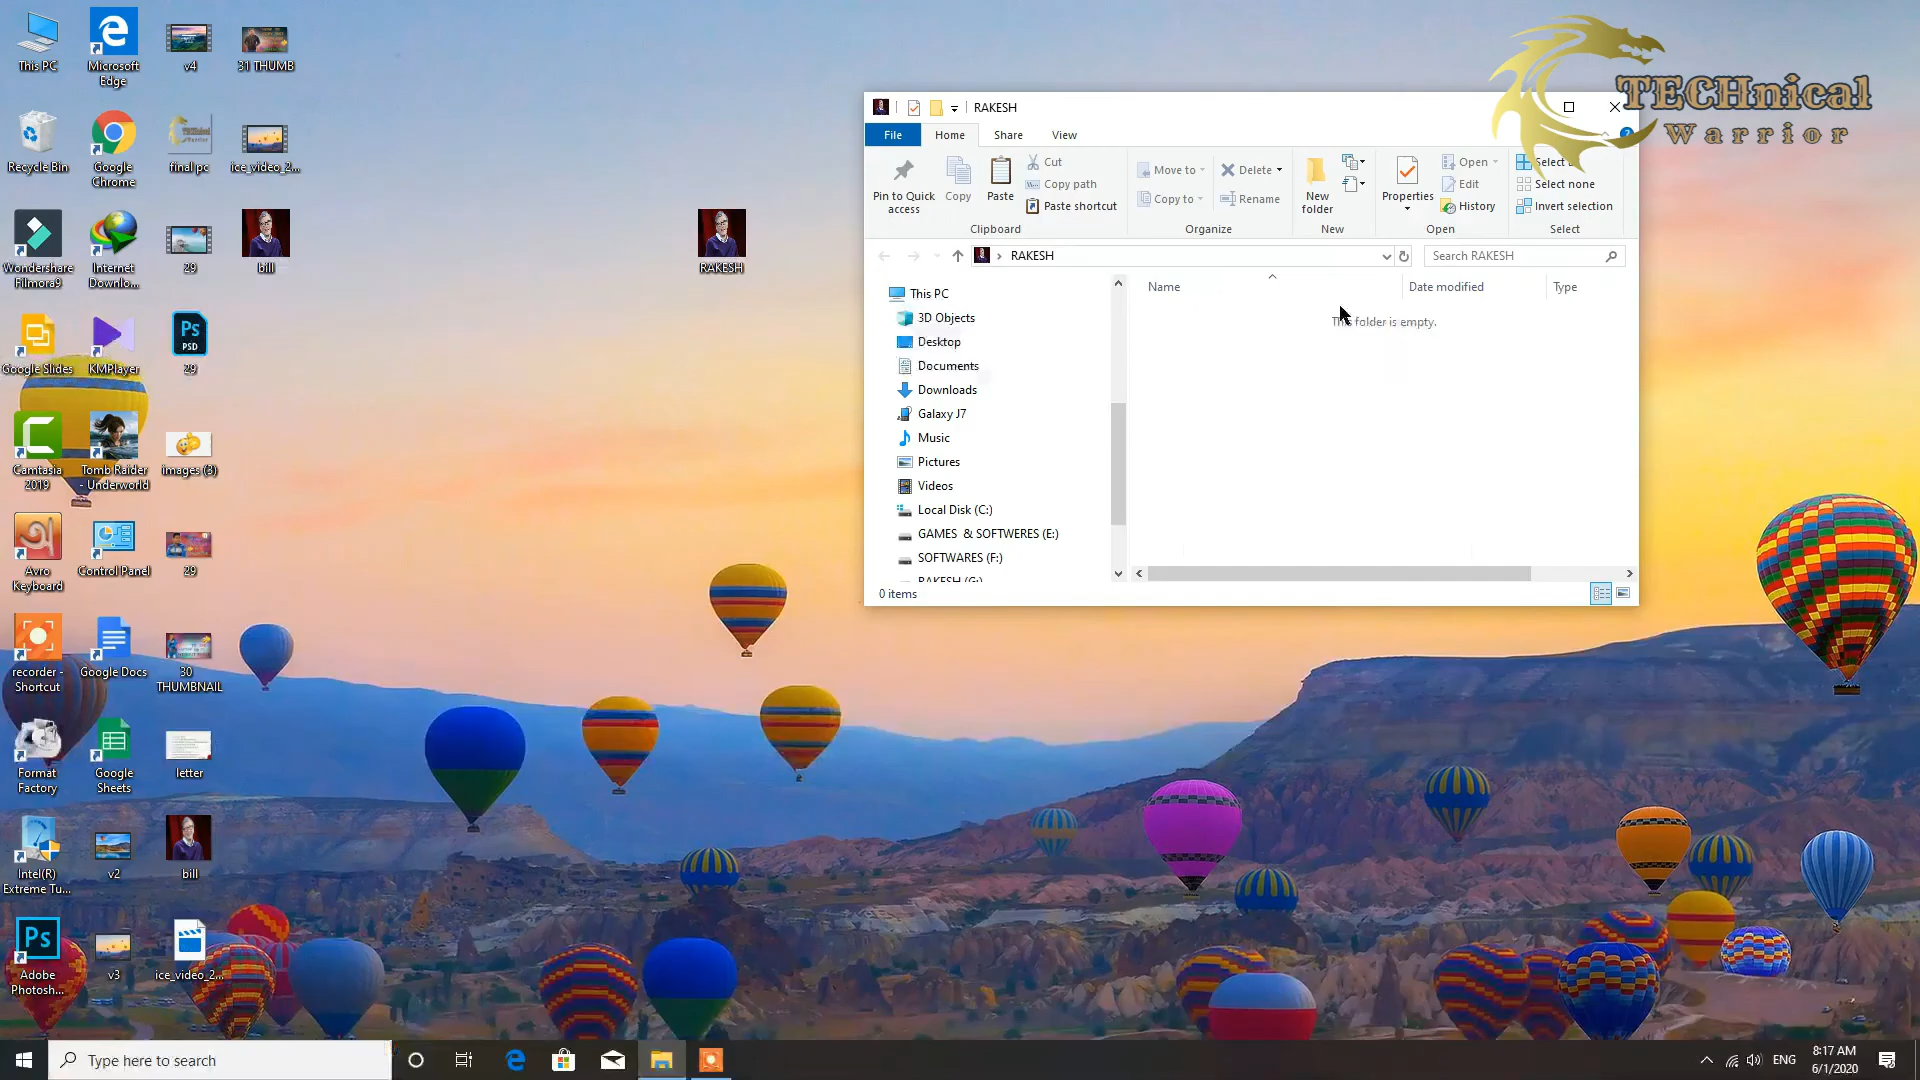 This PC
Microsoft
Edge
v4
31 THUMB
Recycle Bin
Google
Chrome
final pc
ice_video_2...
Wondershare
Filmora9
Internet
Downlo...
29
bill
RAKESH
Google Slides
KMPlayer
PS
PSD
29
Camtasia
2019
Tomb Raider
- Underworld
images (3)
Avro
Keyboard
Control Panel
29
recorder -
Shortcut
Google Docs
30
THUMBNAIL
Format
Factory
Google
Sheets
letter
Intel(R)
Extreme Tu...
v2
bill
Ps
Adobe
Photosh...
v3
ice_video_2...
TECHnical
Warrior
RAKESH
File
Home
Share
View
Pin to Quick
access
Copy
Paste
Cut
Copy path
Paste shortcut
Clipboard
Move to
Copy to
Delete
Rename
Organize
New
folder
New
Properties
Open
Edit
History
Open
Select
Select none
Invert selection
Select
RAKESH
Search RAKESH
This PC
3D Objects
Desktop
Documents
Downloads
Galaxy J7
Music
Pictures
Videos
Local Disk (C:)
GAMES & SOFTWERES (E:)
SOFTWARES (F:)
RAKESH (G:)
Name
Date modified
Type
This folder is empty.
0 items
Type here to search
ENG
8:17 AM
6/1/2020